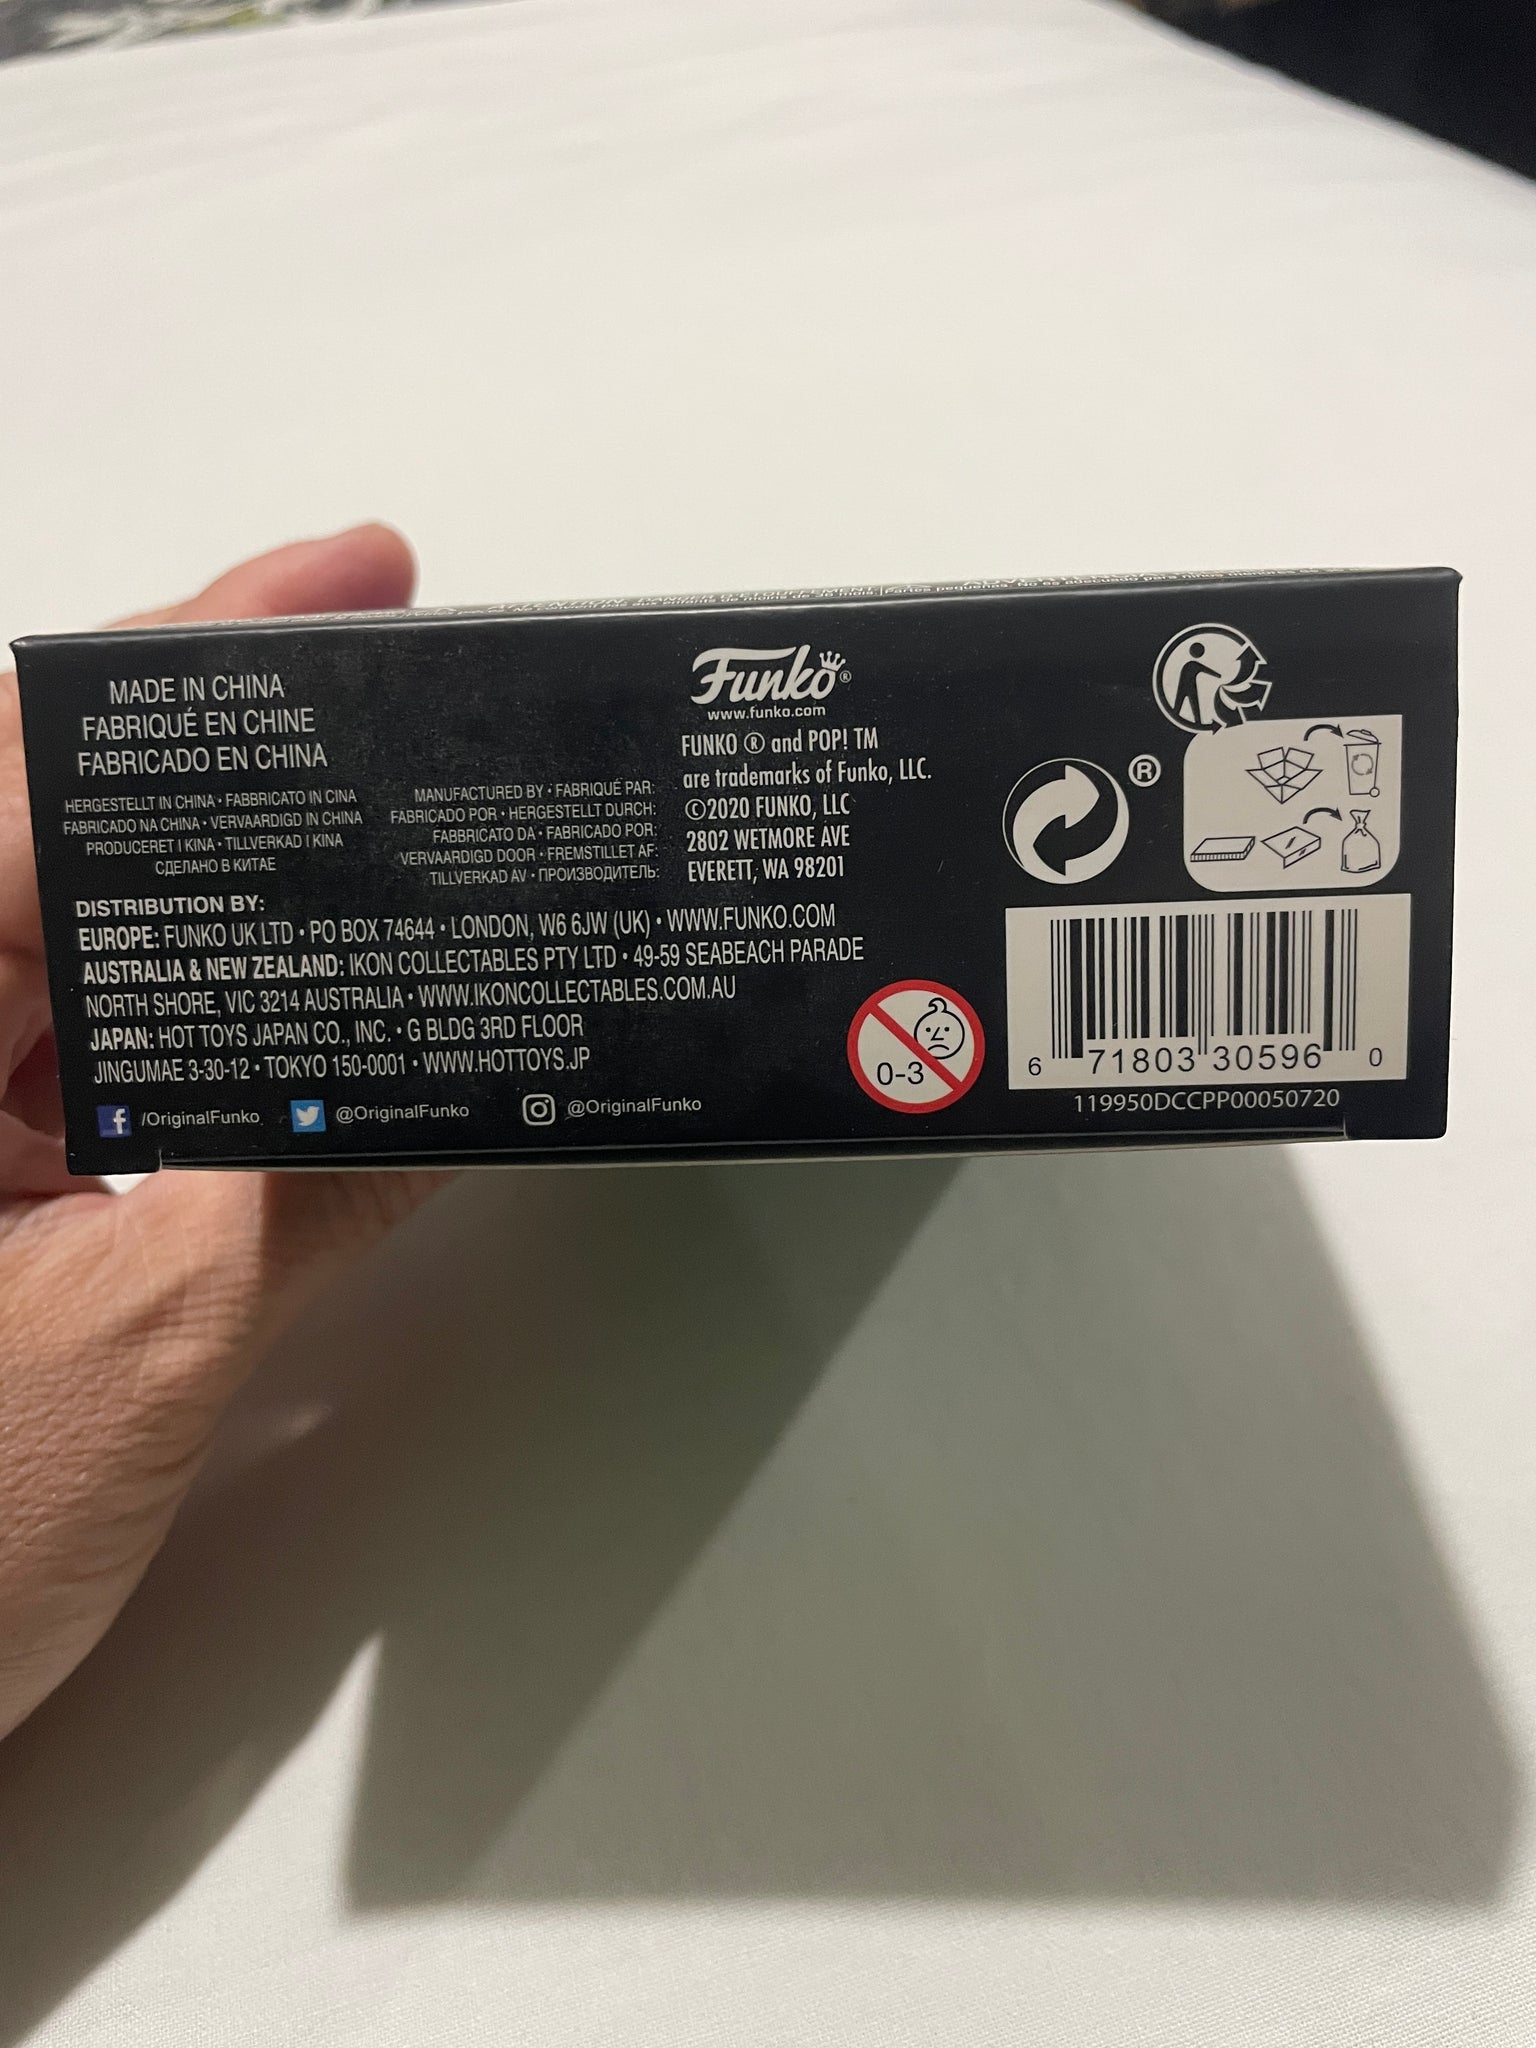 MADE IN CHINA
FABRIQUÉ EN CHINE
FABRICADO EN CHINA
HERGESTELLT IN CHINA • FABBRICATO IN CINA
FABRICADO NA CHINA • VERVAARDIGD IN CHINA
PRODUCERET I KINA • TILLVERKAD I KINA
СДЕЛАНО В КИТАЕ
MANUFACTURED BY • FABRIQUÉ PAR:
FABRICADO POR • HERGESTELLT DURCH:
FABBRICATO DA • FABRICADO POR:
VERVAARDIGD DOOR • FREMSTILLET AF:
TILLVERKAD AV • ПРОИЗВОДИТЕЛЬ:
Funko®
www.funko.com
FUNKO ® and POP! TM
are trademarks of Funko, LLC.
©2020 FUNKO, LLC
2802 WETMORE AVE
EVERETT, WA 98201
DISTRIBUTION BY:
EUROPE: FUNKO UK LTD • PO BOX 74644 • LONDON, W6 6JW (UK) • WWW.FUNKO.COM
AUSTRALIA & NEW ZEALAND: IKON COLLECTABLES PTY LTD • 49-59 SEABEACH PARADE
NORTH SHORE, VIC 3214 AUSTRALIA • WWW.IKONCOLLECTABLES.COM.AU
JAPAN: HOT TOYS JAPAN CO., INC. • G BLDG 3RD FLOOR
JINGUMAE 3-30-12 • TOKYO 150-0001 • WWW.HOTTOYS.JP
/OriginalFunko @OriginalFunko @OriginalFunko
0-3
®
6 71803 30596 0
119950DCCPP00050720